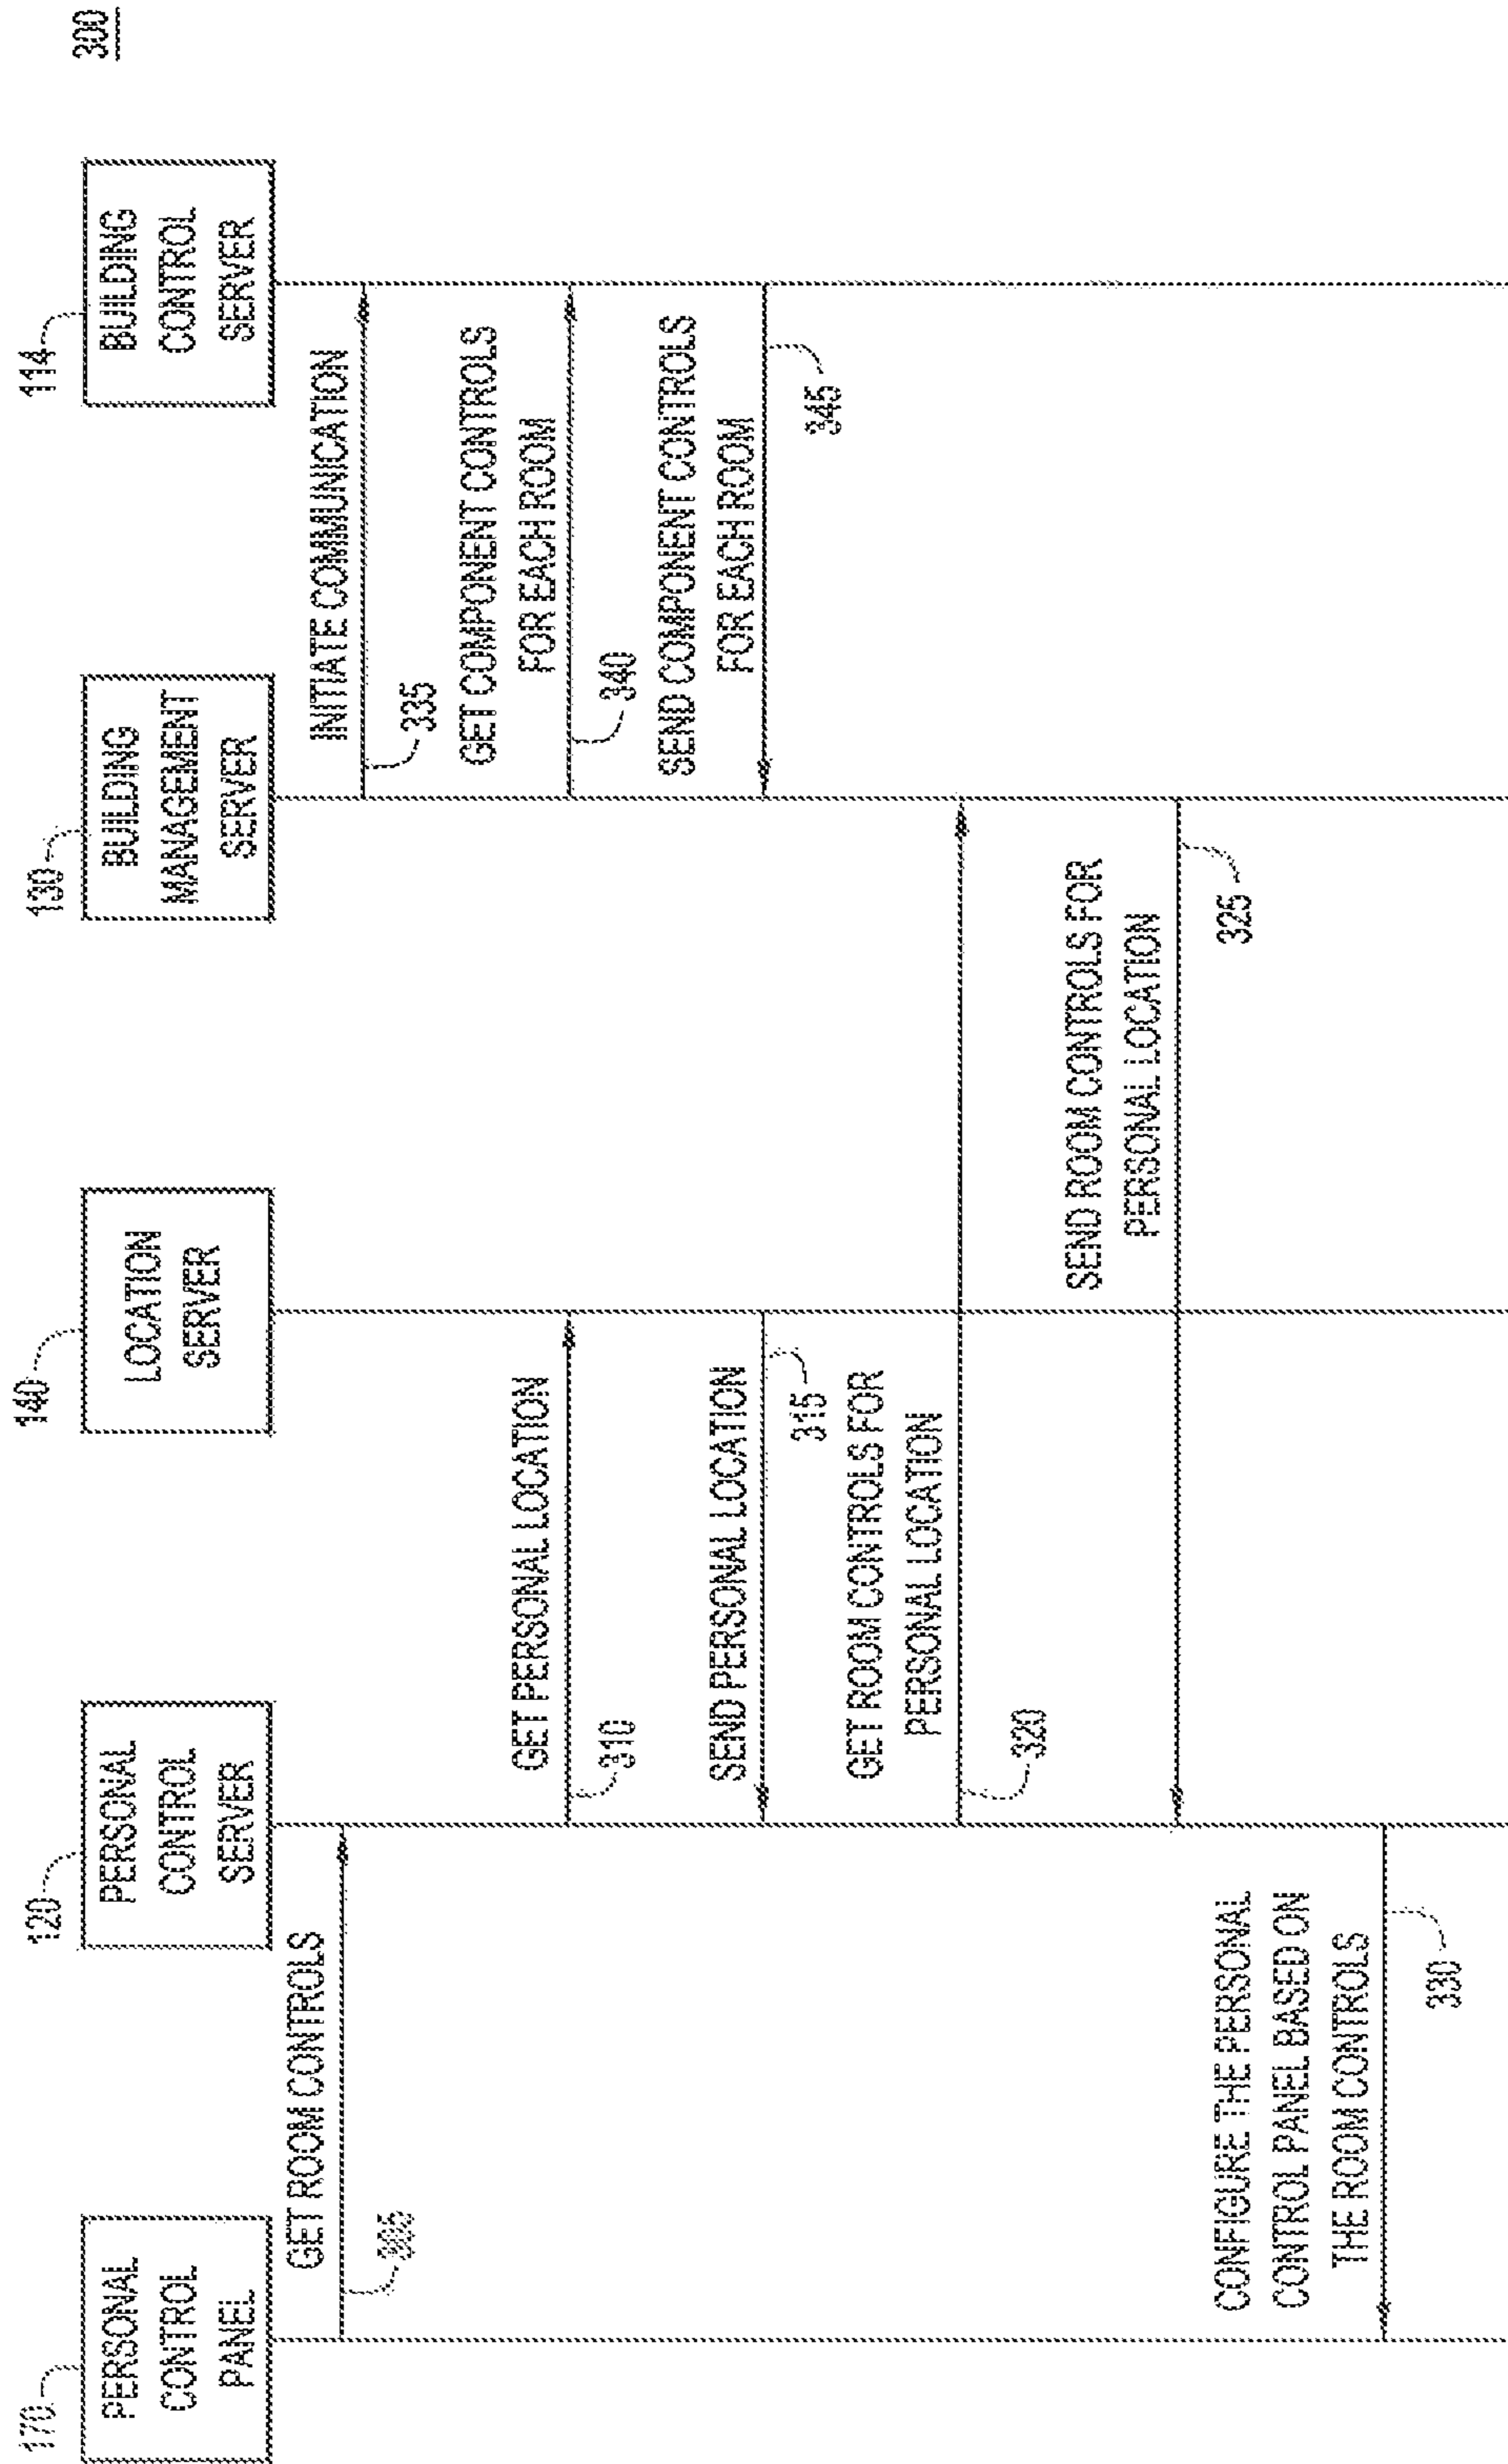 300
170
PERSONAL
CONTROL
PANEL
120
PERSONAL
CONTROL
SERVER
140
LOCATION
SERVER
130
BUILDING
MANAGEMENT
SERVER
114
BUILDING
CONTROL
SERVER
GET ROOM CONTROLS
305
INITIATE COMMUNICATION
335
GET PERSONAL LOCATION
310
GET COMPONENT CONTROLS
FOR EACH ROOM
340
SEND PERSONAL LOCATION
315
SEND COMPONENT CONTROLS
FOR EACH ROOM
345
GET ROOM CONTROLS FOR
PERSONAL LOCATION
320
SEND ROOM CONTROLS FOR
PERSONAL LOCATION
325
CONFIGURE THE PERSONAL
CONTROL PANEL BASED ON
THE ROOM CONTROLS
330